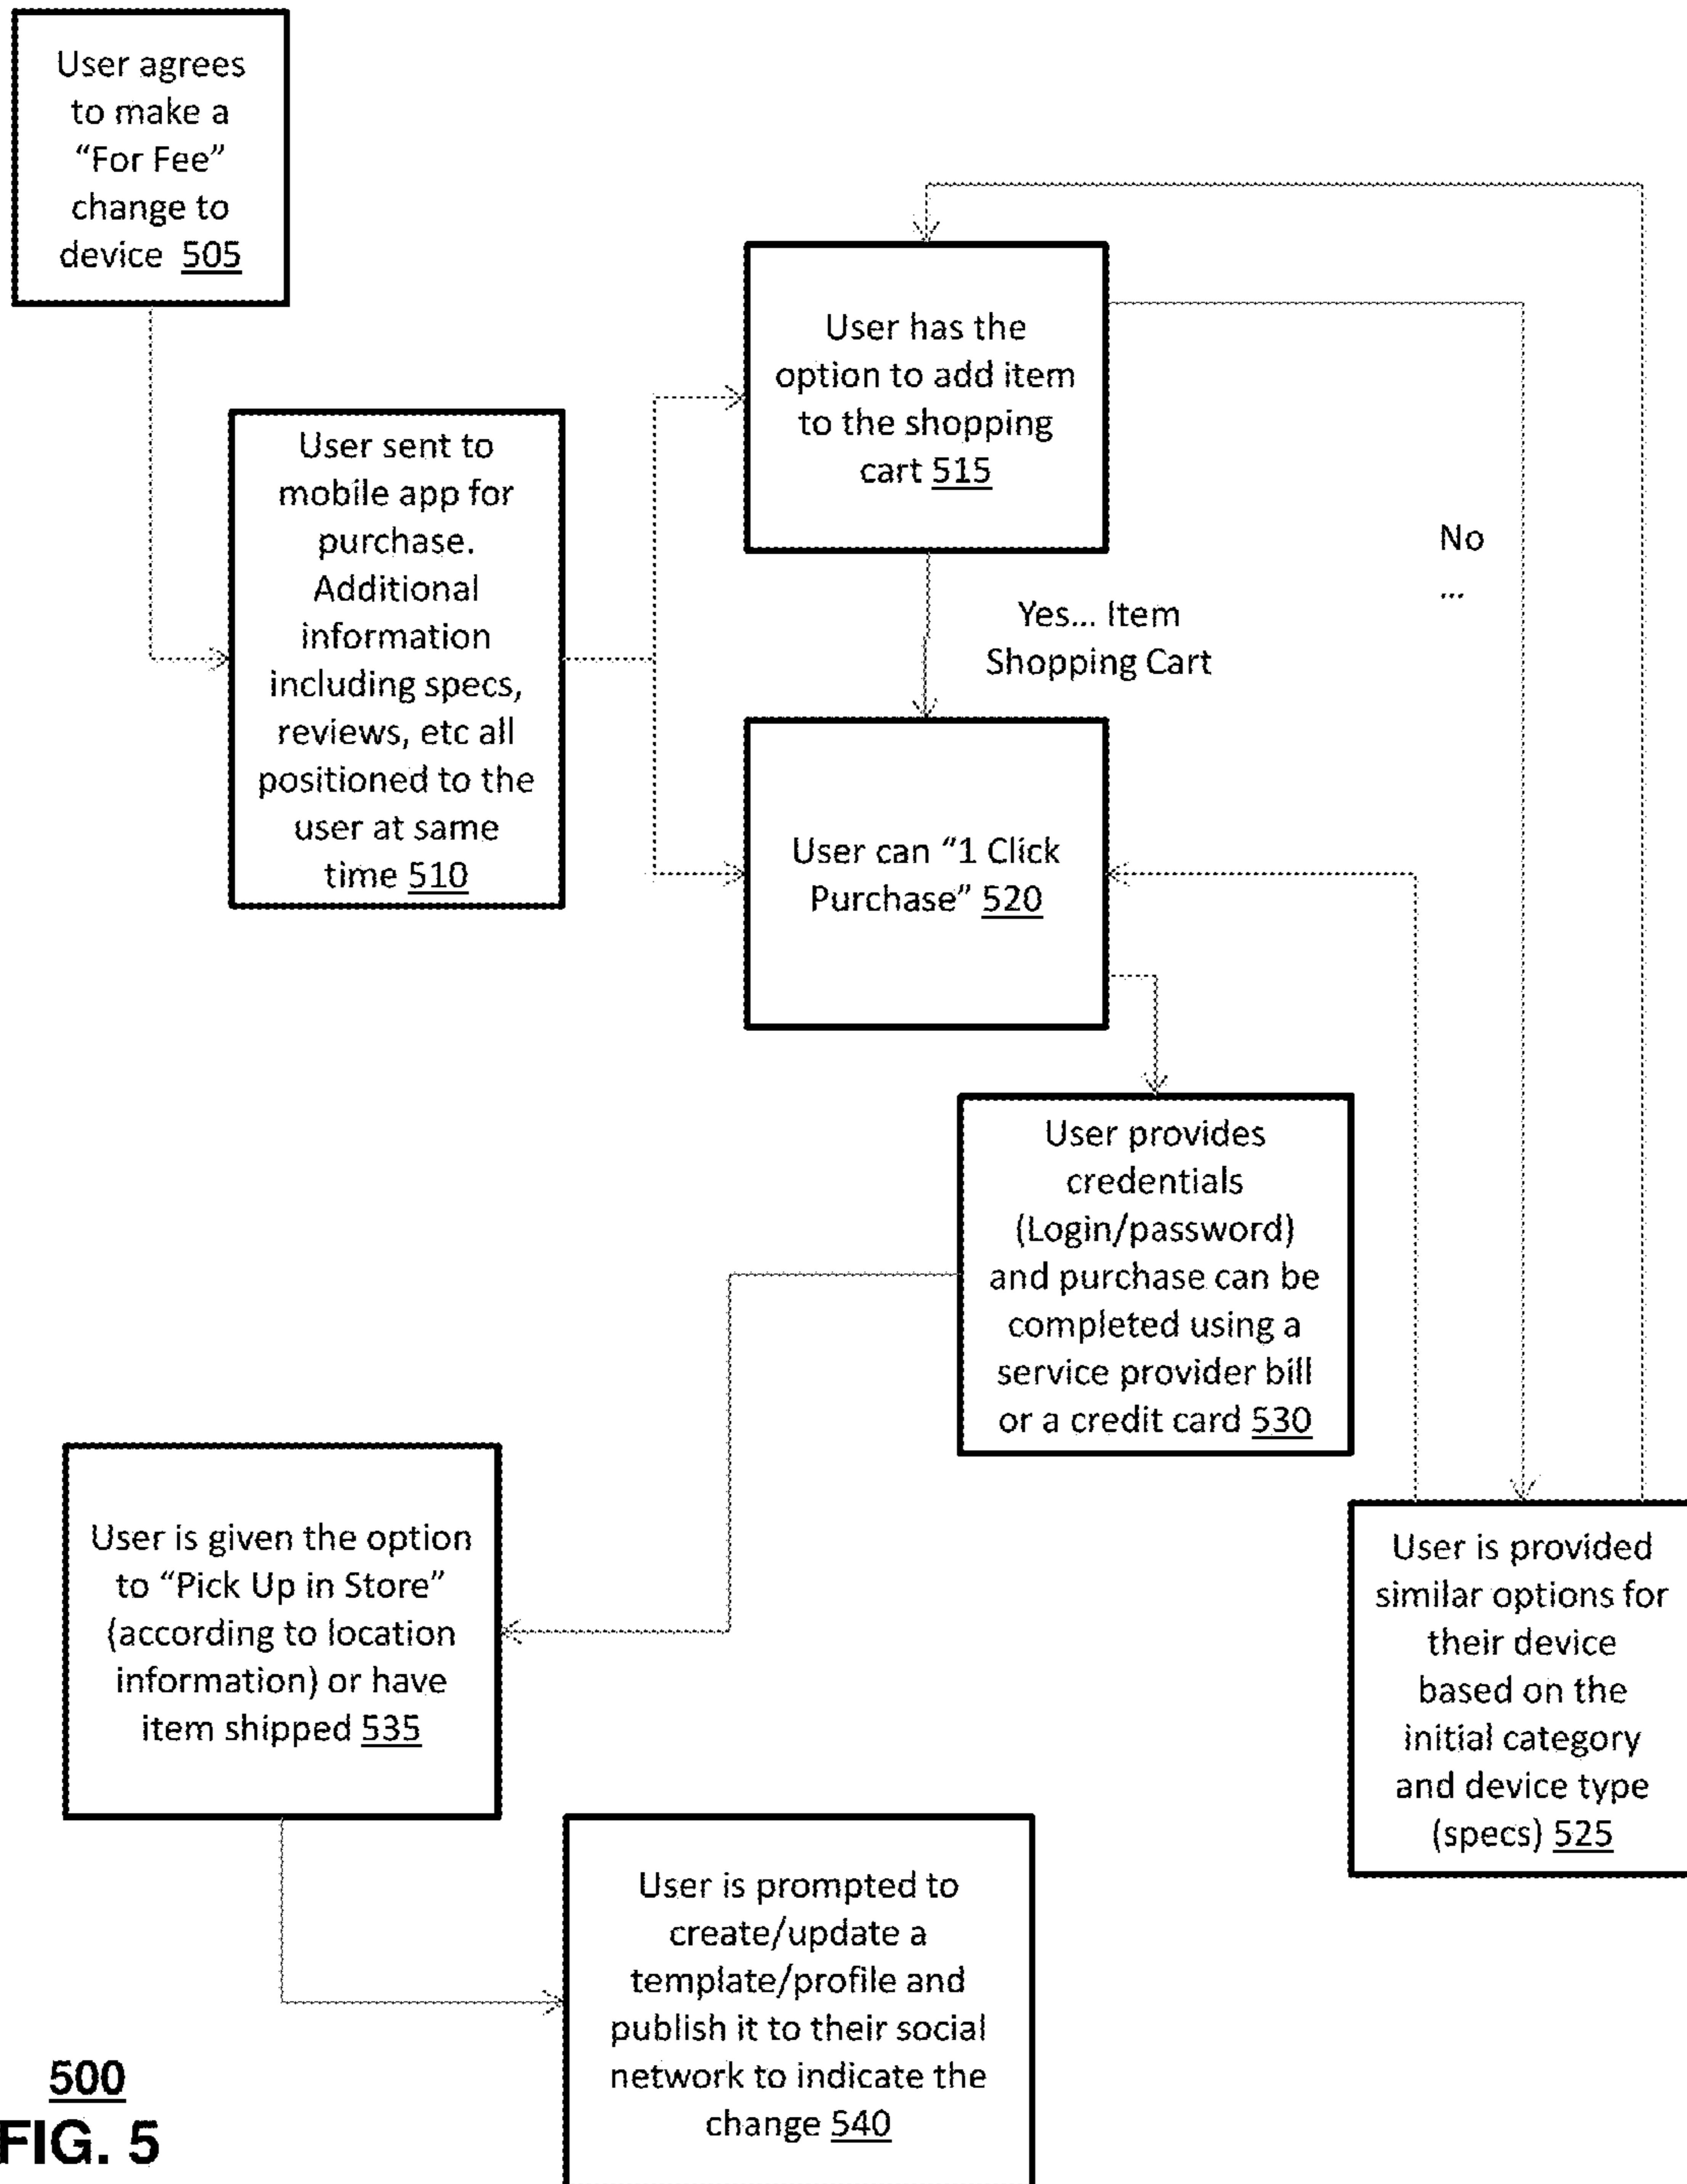 User agrees
to make a
“For Fee”
change to
device 505
User sent to
mobile app for
purchase.
Additional
information
including specs,
reviews, etc all
positioned to the
user at same
time 510
User has the
option to add item
to the shopping
cart 515
No
...
Yes... Item
Shopping Cart
User can “1 Click
Purchase” 520
User provides
credentials
(Login/password)
and purchase can be
completed using a
service provider bill
or a credit card 530
User is provided
similar options for
their device
based on the
initial category
and device type
(specs) 525
User is given the option
to “Pick Up in Store”
(according to location
information) or have
item shipped 535
User is prompted to
create/update a
template/profile and
publish it to their social
network to indicate the
change 540
500
FIG. 5